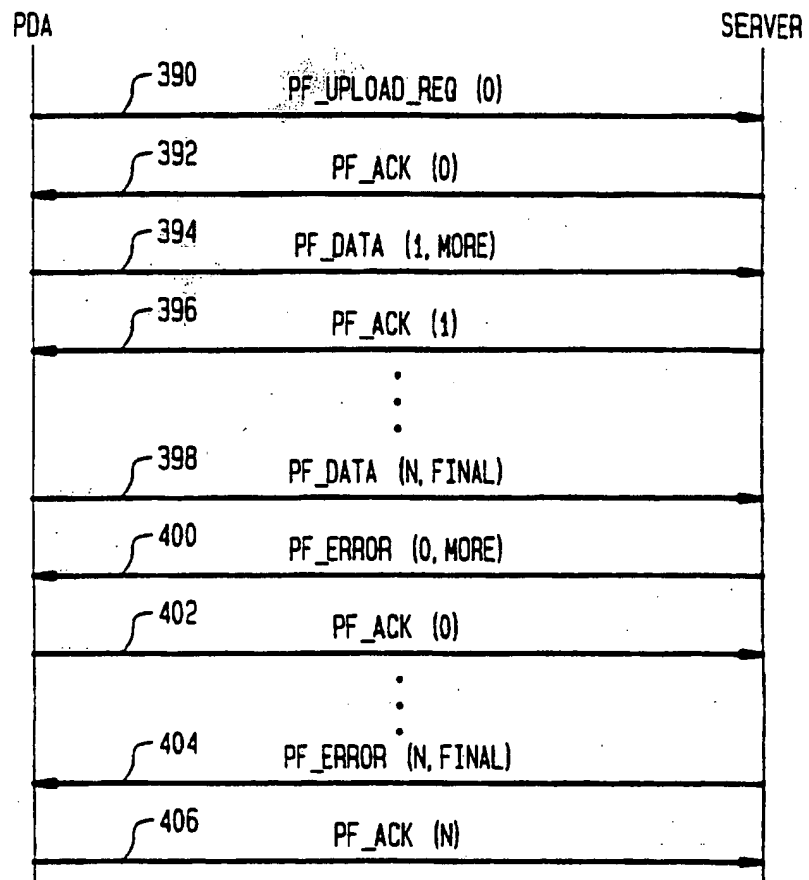 PDA SERVER
390 PF_UPLOAD_REQ (0)
392 PF_ACK (0)
394 PF_DATA (1, MORE)
396 PF_ACK (1)
398 PF_DATA (N, FINAL)
400 PF_ERROR (0, MORE)
402 PF_ACK (0)
404 PF_ERROR (N, FINAL)
406 PF_ACK (N)